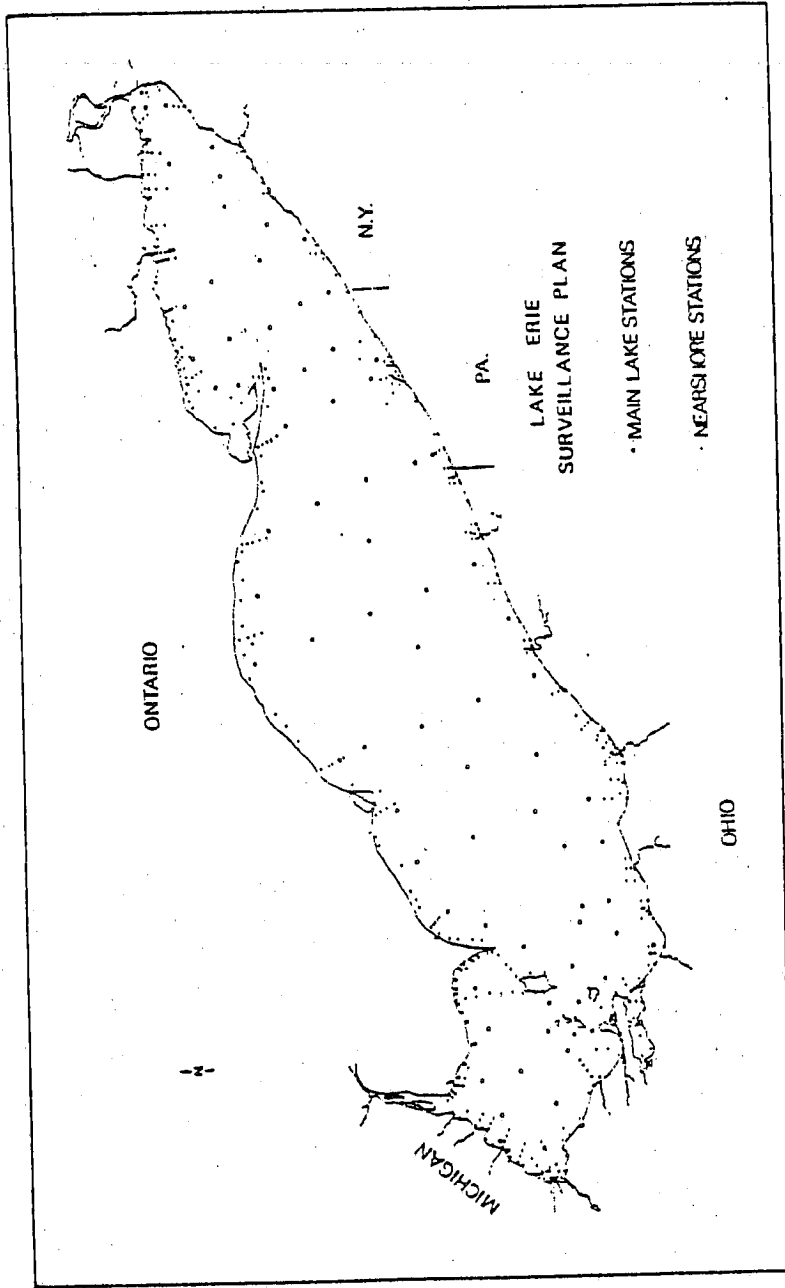 ONTARIO
-N-
MICHIGAN
OHIO
PA.
N.Y.
LAKE ERIE
SURVEILLANCE PLAN
• MAIN LAKE STATIONS
· NEARSHORE STATIONS